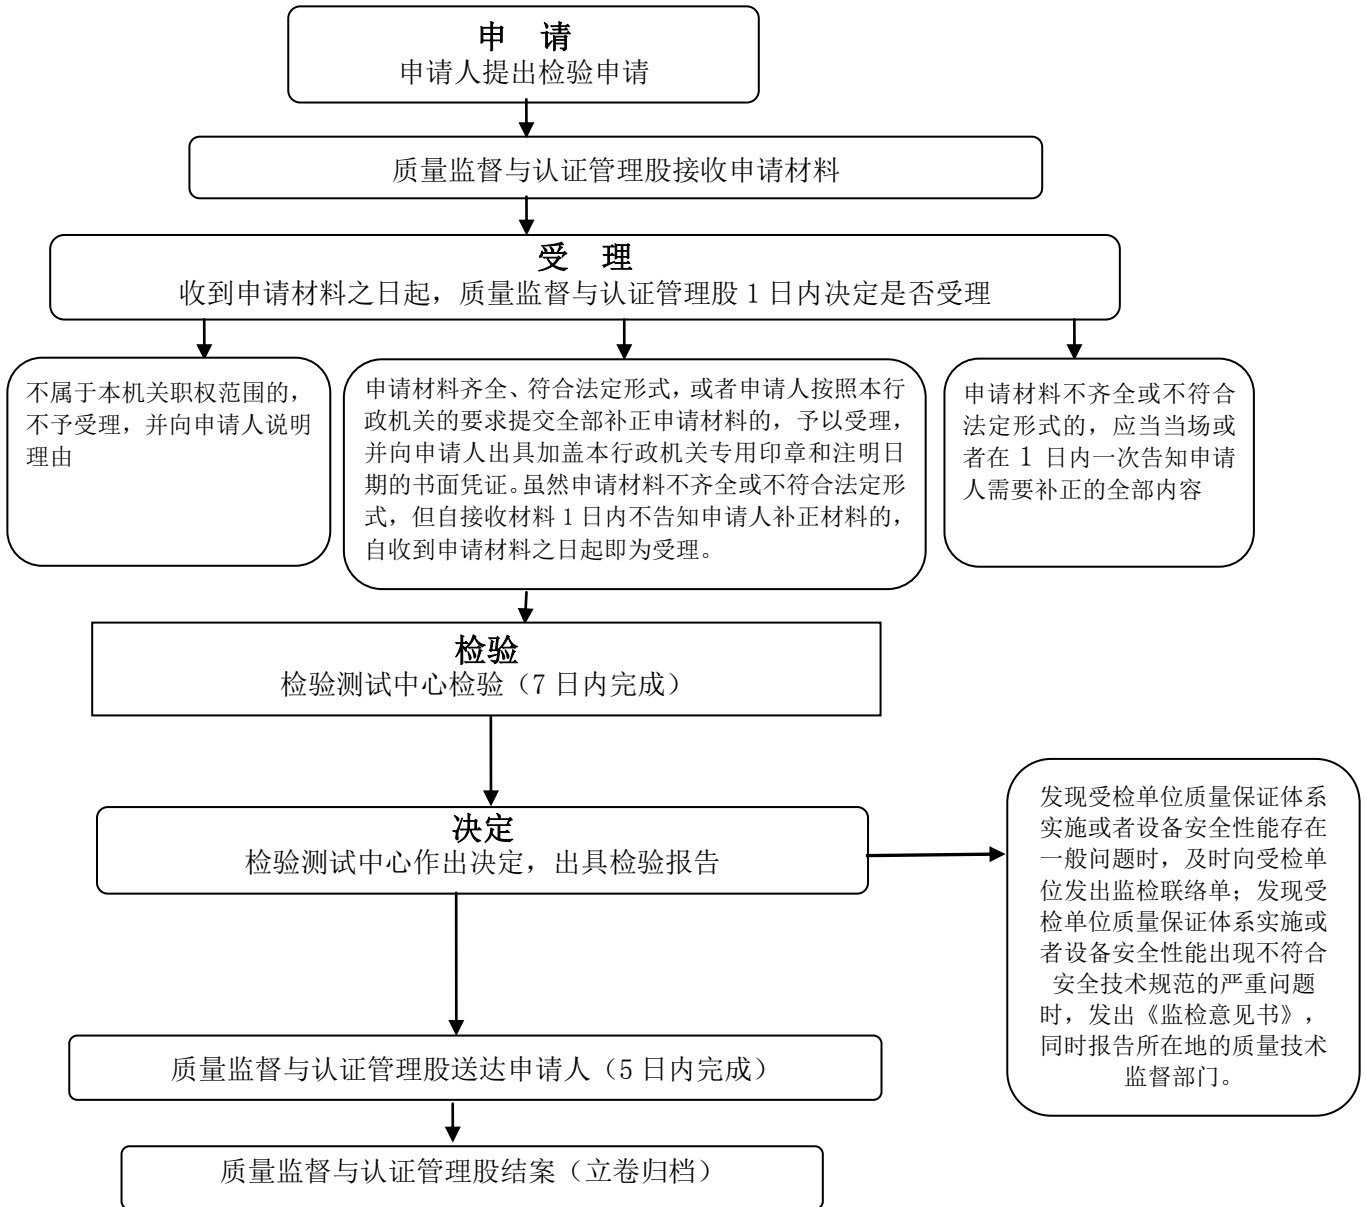 申 请
申请人提出检验申请
质量监督与认证管理股接收申请材料
受 理
收到申请材料之日起，质量监督与认证管理股 1 日内决定是否受理
不属于本机关职权范围的，
不予受理，并向申请人说明
理由
申请材料齐全、符合法定形式，或者申请人按照本行
政机关的要求提交全部补正申请材料的，予以受理，
并向申请人出具加盖本行政机关专用印章和注明日
期的书面凭证。虽然申请材料不齐全或不符合法定形
式，但自接收材料 1 日内不告知申请人补正材料的，
自收到申请材料之日起即为受理。
申请材料不齐全或不符合
法定形式的，应当当场或
者在 1 日内一次告知申请
人需要补正的全部内容
检验
检验测试中心检验（7 日内完成）
决定
检验测试中心作出决定，出具检验报告
发现受检单位质量保证体系
实施或者设备安全性能存在
一般问题时，及时向受检单
位发出监检联络单；发现受
检单位质量保证体系实施或
者设备安全性能出现不符合
安全技术规范的严重问题
时，发出《监检意见书》，
同时报告所在地的质量技术
监督部门。
质量监督与认证管理股送达申请人（5 日内完成）
质量监督与认证管理股结案（立卷归档）